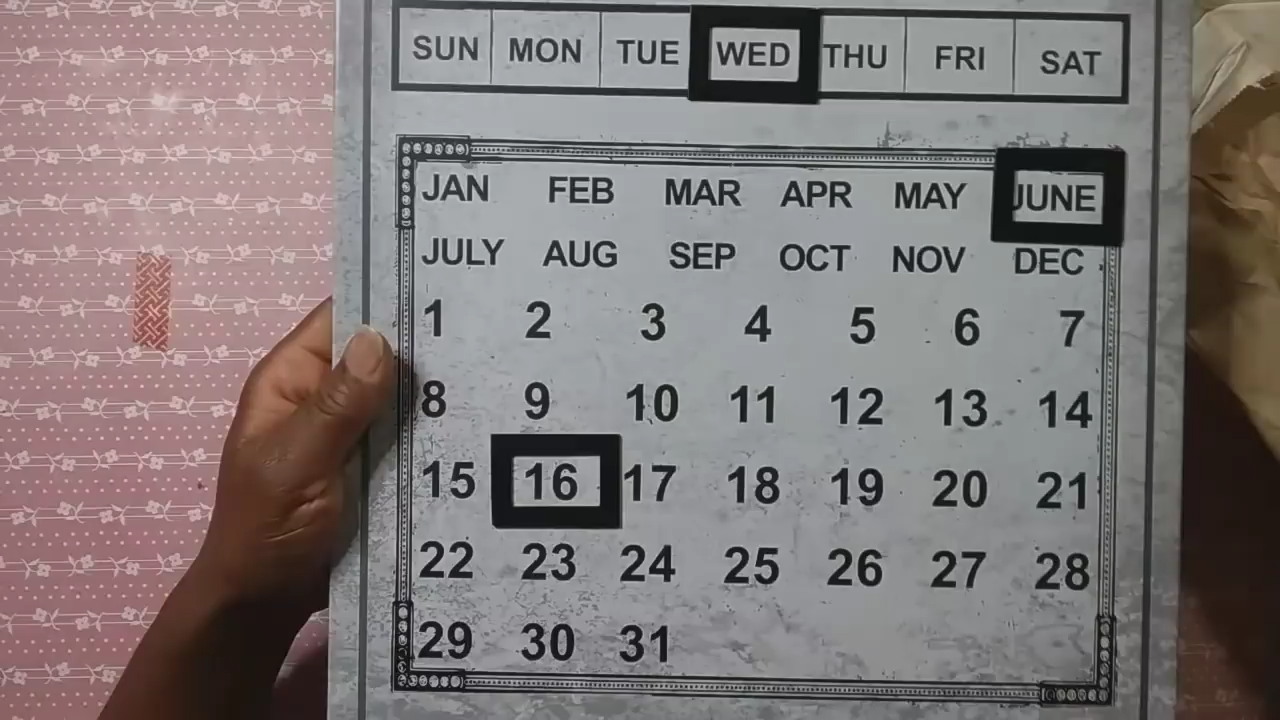 SUN MON TUE WED THU FRI SAT
JAN FEB MAR APR MAY JUNE
JULY AUG SEP OCT NOV DEC
1 2 3 4 5 6 7
8 9 10 11 12 13 14
15 16 17 18 19 20 21
22 23 24 25 26 27 28
29 30 31